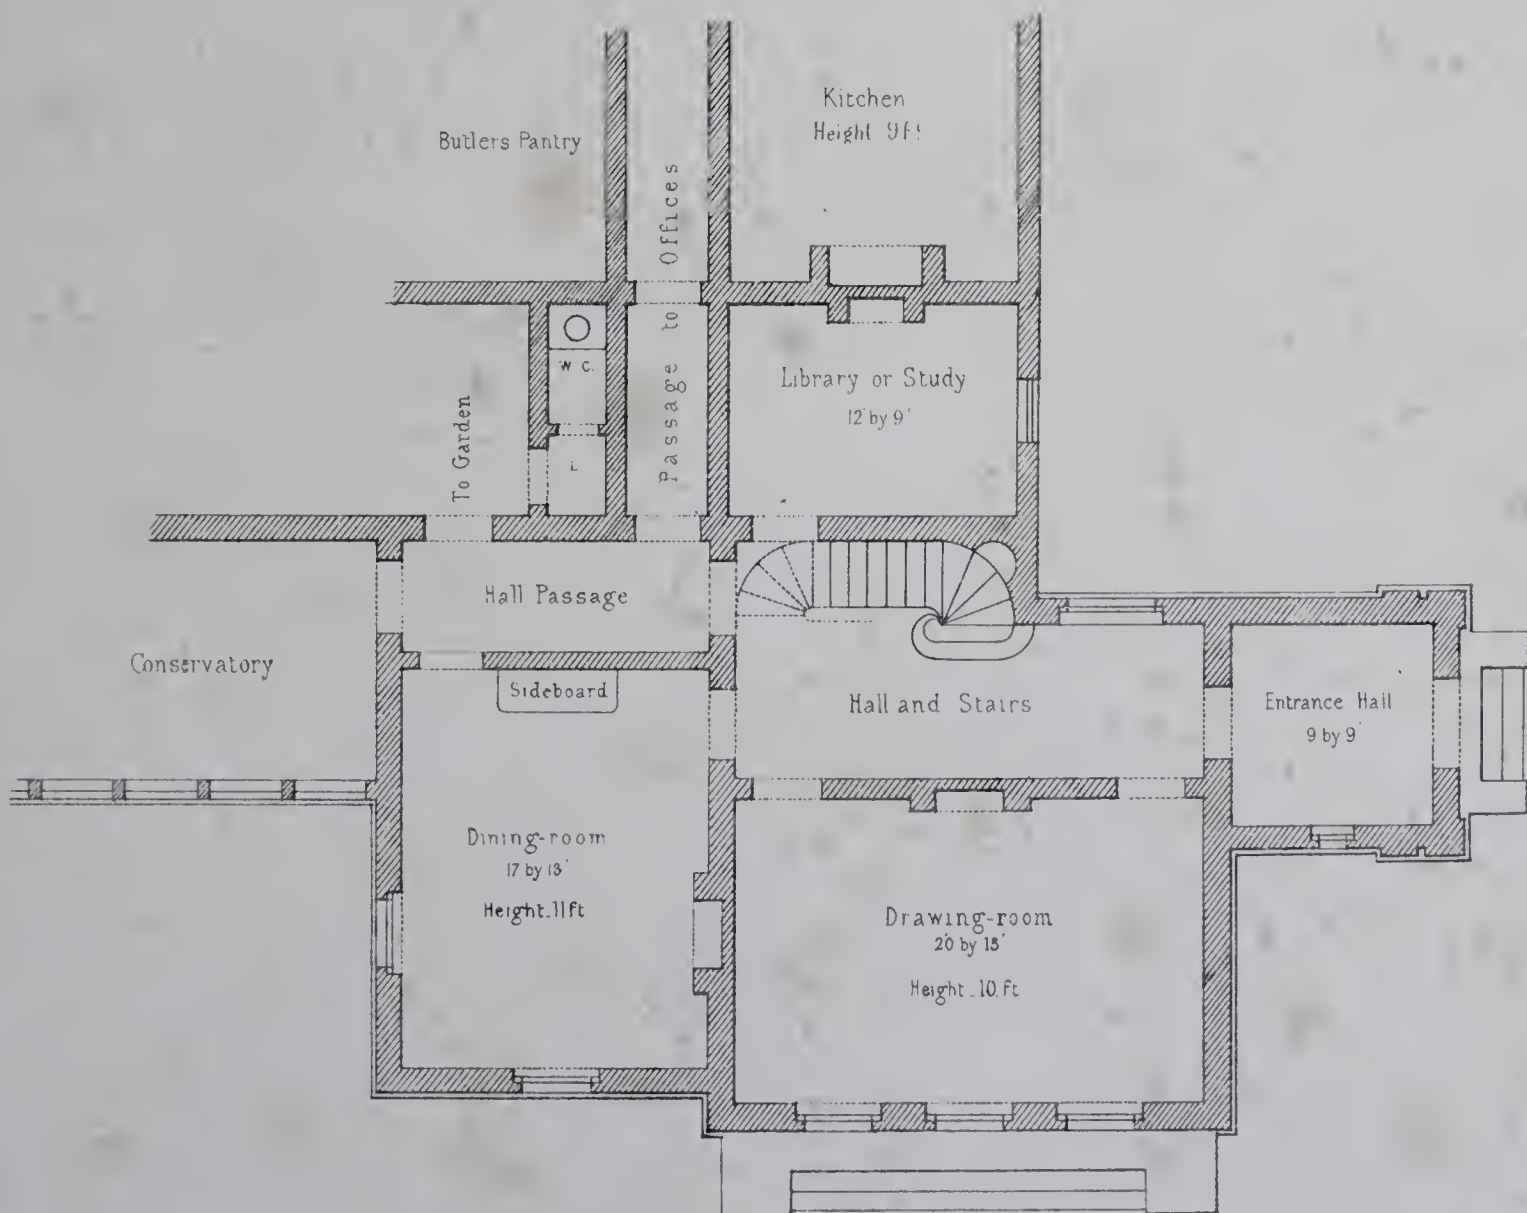 Kitchen
Height 9ft
Butlers Pantry
Passage to Offices
W C.
Library or Study
12 by 9'
To Garden
L
Hall Passage
Conservatory
Sideboard
Hall and Stairs
Entrance Hall
9 by 9'
Dining-room
17 by 13'
Height 11ft
Drawing-room
20 by 13'
Height 10.ft